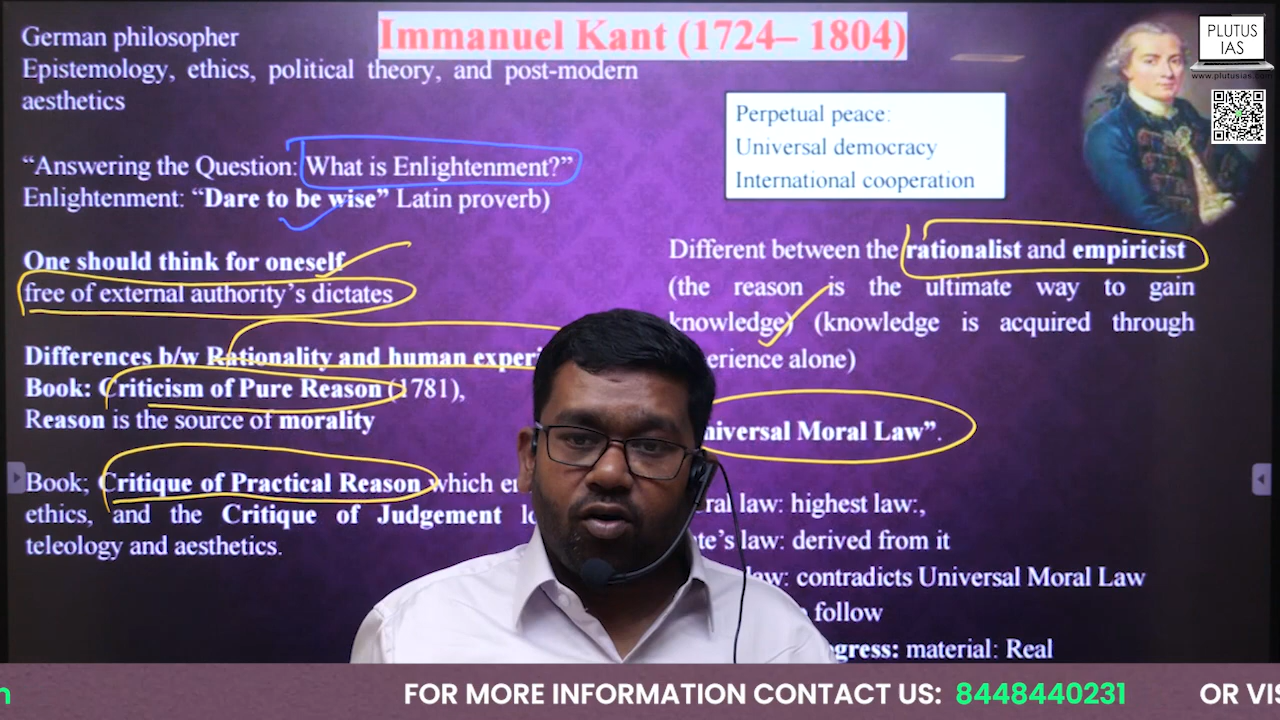 Immanuel Kant (1724– 1804)
PLUTUS
IAS
www.plutusias.com
German philosopher
Epistemology, ethics, political theory, and post-modern
aesthetics
“Answering the Question: What is Enlightenment?”
Enlightenment: “Dare to be wise” Latin proverb)
One should think for oneself
free of external authority’s dictates
Differences b/w Rationality and human
Book: Criticism of Pure Reason (1781),
Reason is the source of morality
Book; Critique of Practical Reason which
ethics, and the Critique of Judgement
teleology and aesthetics.
Perpetual peace:
Universal democracy
International cooperation
Different between the rationalist and empiricist
(the reason is the ultimate way to gain
knowledge) (knowledge is acquired through
erience alone)
niversal Moral Law”.
ral law: highest law:,
te’s law: derived from it
law: contradicts Universal Moral Law
follow
gress: material: Real
FOR MORE INFORMATION CONTACT US: 8448440231 OR VIS